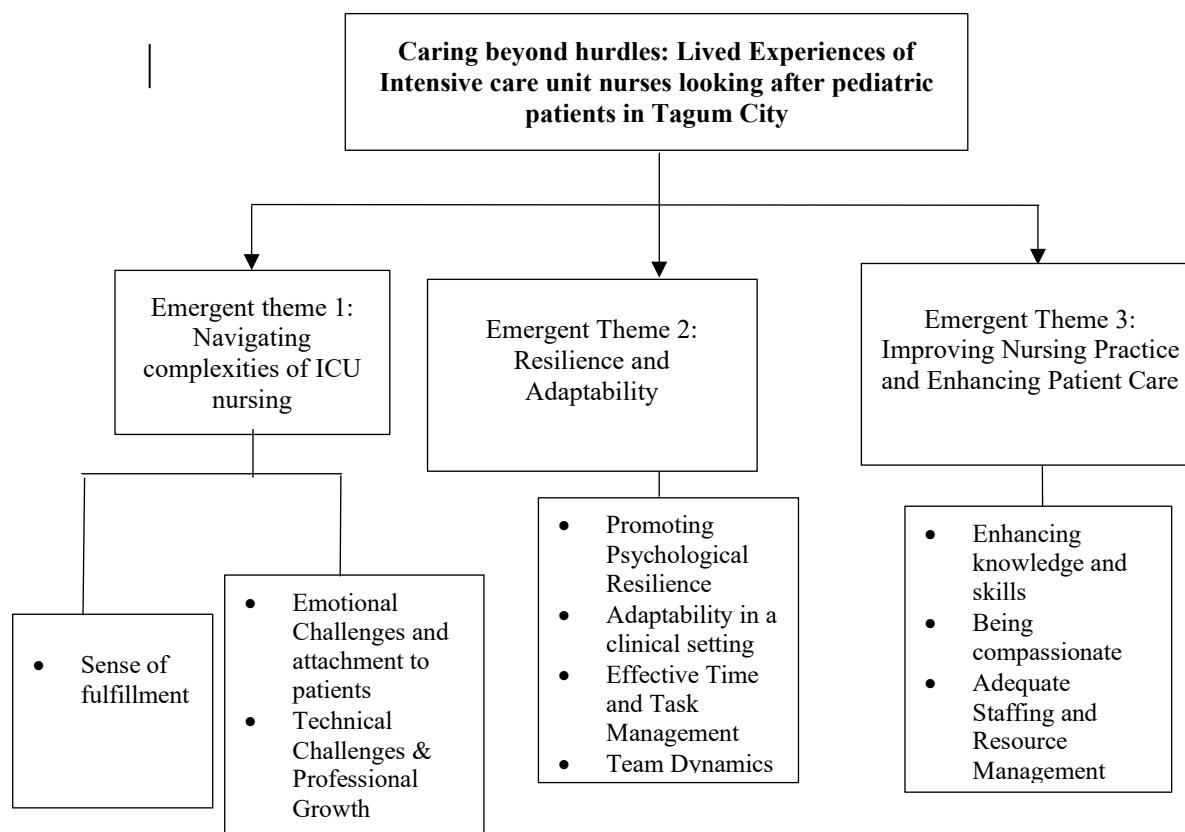 Caring beyond hurdles: Lived Experiences of
Intensive care unit nurses looking after pediatric
patients in Tagum City
Emergent theme 1:
Navigating
complexities of ICU
nursing
Emergent Theme 2:
Resilience and
Adaptability
Emergent Theme 3:
Improving Nursing Practice
and Enhancing Patient Care
• Sense of
fulfillment
• Emotional
Challenges and
attachment to
patients
• Technical
Challenges &
Professional
Growth
• Promoting
Psychological
Resilience
• Adaptability in a
clinical setting
• Effective Time
and Task
Management
• Team Dynamics
• Enhancing
knowledge and
skills
• Being
compassionate
• Adequate
Staffing and
Resource
Management